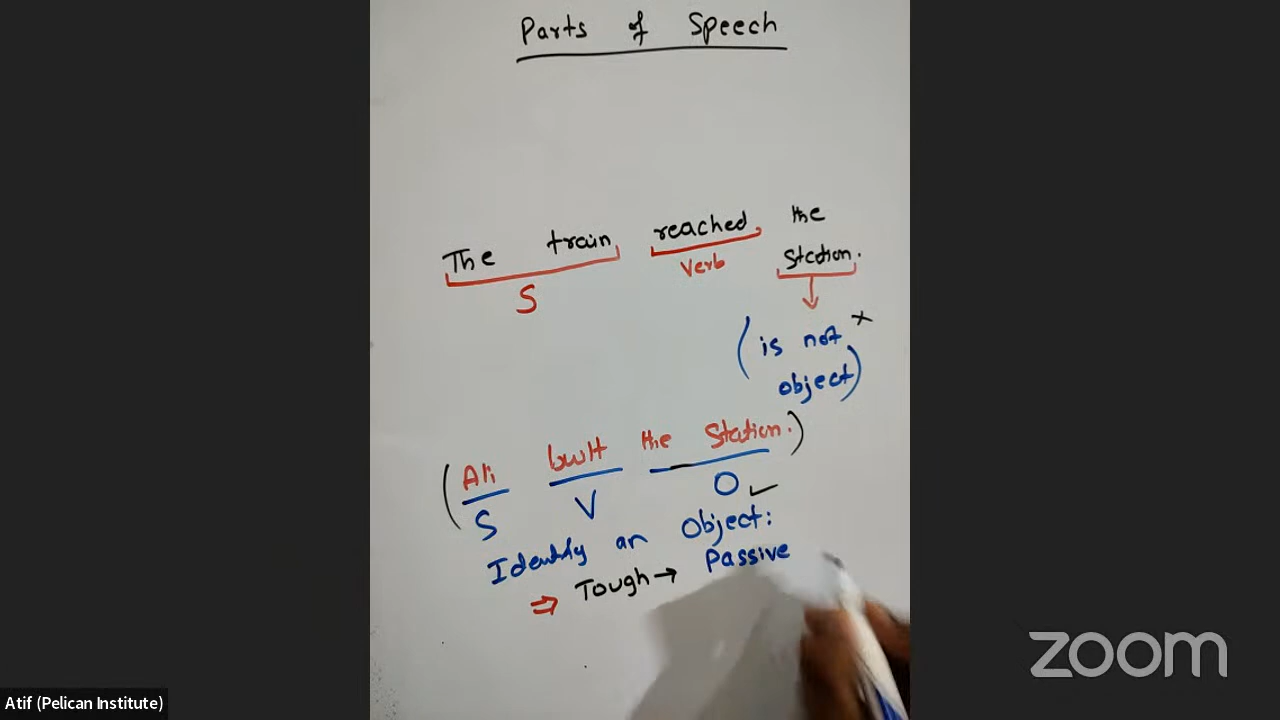 Parts of Speech
The train reached the
station.
S
Verb
(is not x
object)
(Ali built the Station.)
S V O ✓
Identify an Object:
⇒ Tough → Passive
zoom
Atif (Pelican Institute)